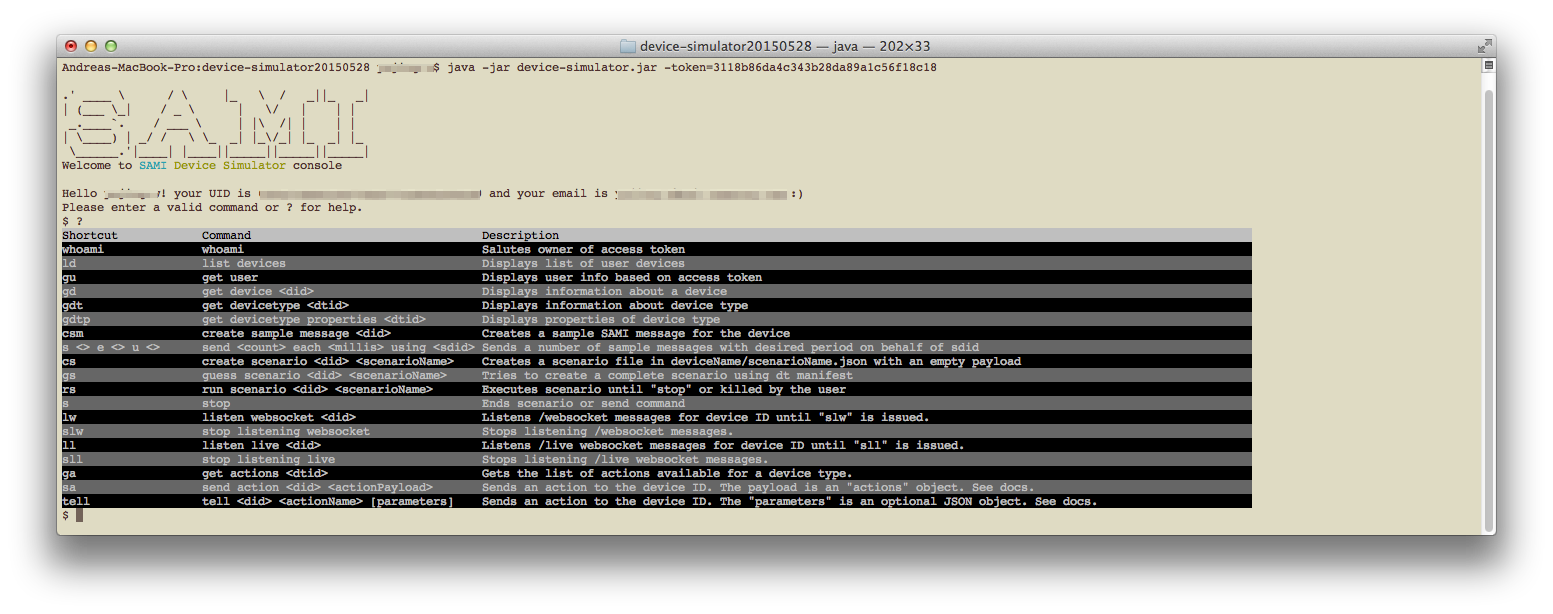 device-simulator20150528 — java — 202×33
Andreas-MacBook-Pro:device-simulator20150528 $ java -jar device-simulator.jar -token=3118b86da4c343b28da89a1c56f18c18
SAMI
Welcome to SAMI Device Simulator console
Hello ! your UID is and your email is :)
Please enter a valid command or ? for help.
$ ?
Shortcut Command Description
whoami whoami Salutes owner of access token
ld list devices Displays list of user devices
gu get user Displays user info based on access token
gd get device <did> Displays information about a device
gdt get devicetype <dtid> Displays information about device type
gdtp get devicetype properties <dtid> Displays properties of device type
csm create sample message <did> Creates a sample SAMI message for the device
s <> e <> u <> send <count> each <millis> using <sdid> Sends a number of sample messages with desired period on behalf of sdid
cs create scenario <did> <scenarioName> Creates a scenario file in deviceName/scenarioName.json with an empty payload
gs guess scenario <did> <scenarioName> Tries to create a complete scenario using dt manifest
rs run scenario <did> <scenarioName> Executes scenario until "stop" or killed by the user
s stop Ends scenario or send command
lw listen websocket <did> Listens /websocket messages for device ID until "slw" is issued.
slw stop listening websocket Stops listening /websocket messages.
ll listen live <did> Listens /live websocket messages for device ID until "sll" is issued.
sll stop listening live Stops listening /live websocket messages.
ga get actions <dtid> Gets the list of actions available for a device type.
sa send action <did> <actionPayload> Sends an action to the device ID. The payload is an "actions" object. See docs.
tell tell <did> <actionName> [parameters] Sends an action to the device ID. The "parameters" is an optional JSON object. See docs.
$